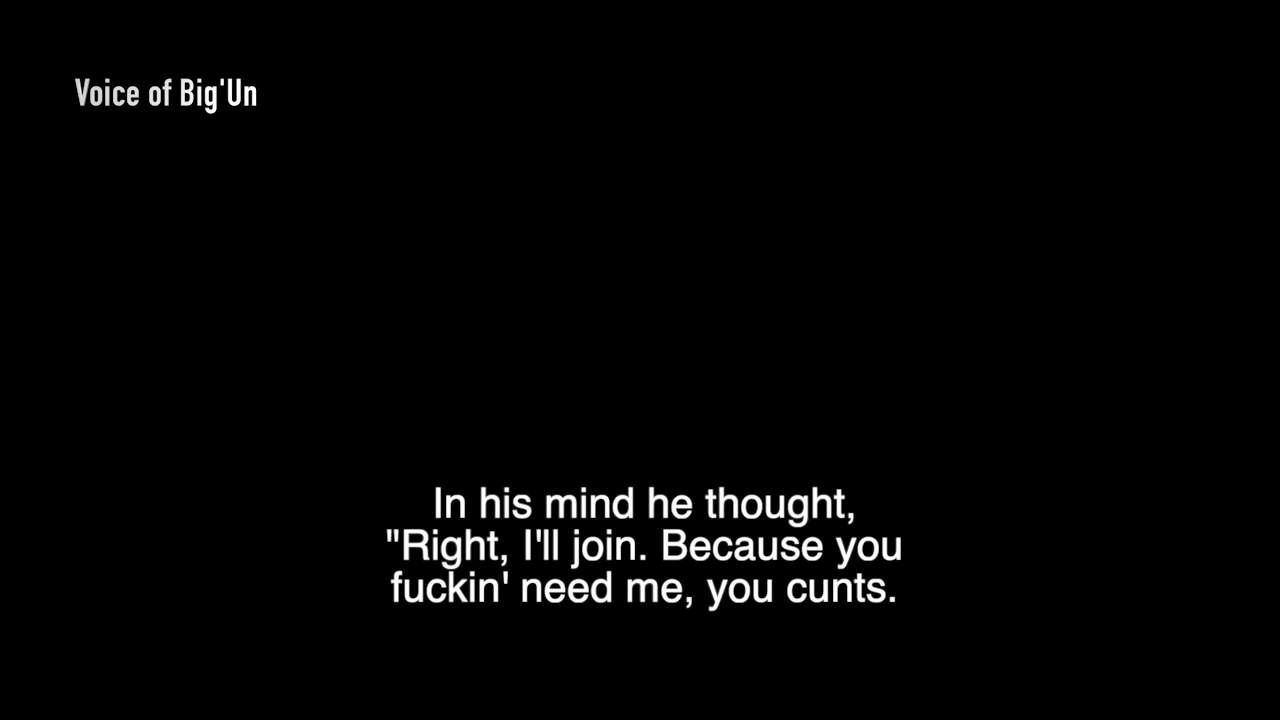 Voice of Big'Un
In his mind he thought,
"Right, I'll join. Because you
fuckin' need me, you cunts.